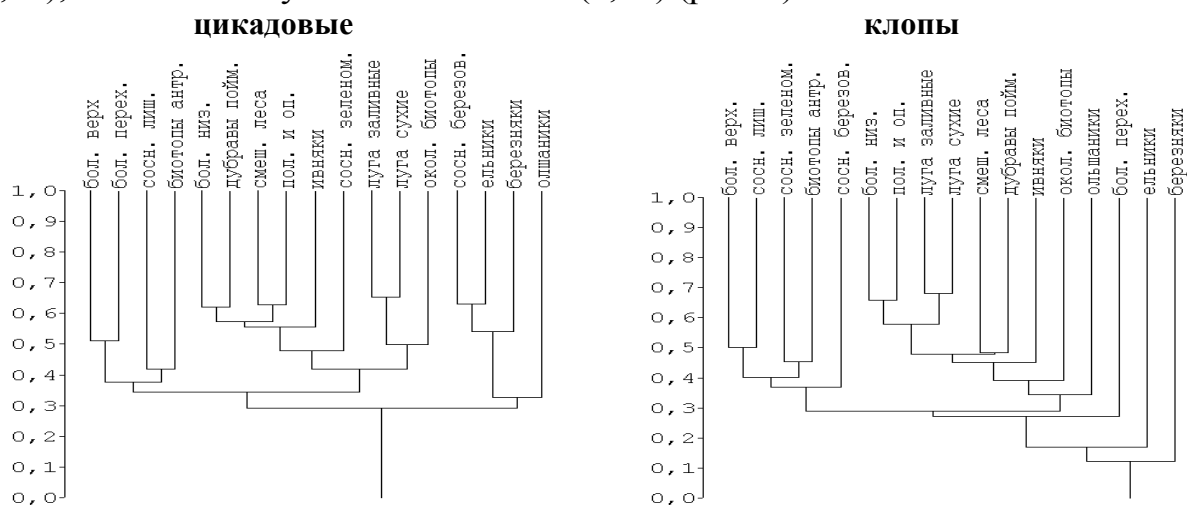 цикадовые
бол. верх
бол. перех.
сосн. лиш.
биотопы антр.
бол. низ.
дубравы пойм.
смеш. леса
пол. и оп.
ивняки
сосн. зеленом.
луга заливные
луга сухие
окол. биотопы
сосн. березов.
ельники
березняки
олшаники
1,0
0,9
0,8
0,7
0,6
0,5
0,4
0,3
0,2
0,1
0,0
клопы
бол. верх.
сосн. лиш.
сосн. зеленом.
биотопы антр.
сосн. березов.
бол. низ.
пол. и оп.
луга заливные
луга сухие
смеш. леса
дубравы пойм.
ивняки
окол. биотопы
ольшаники
бол. перех.
ельники
березняки
1,0
0,9
0,8
0,7
0,6
0,5
0,4
0,3
0,2
0,1
0,0